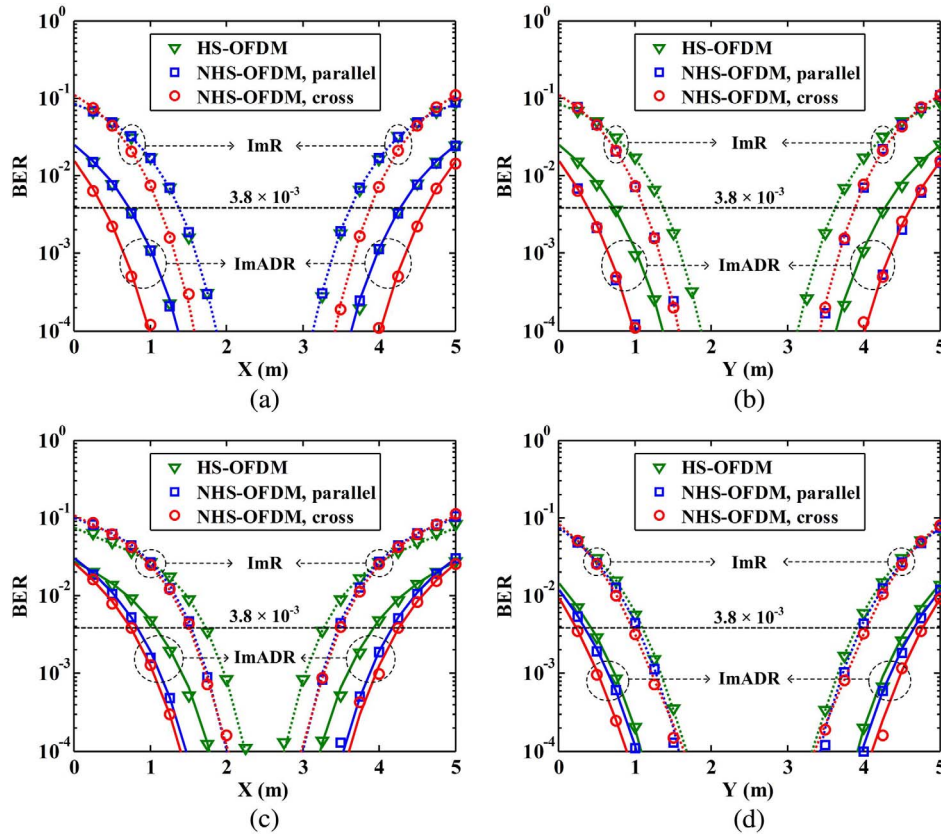 10^0
10^-1
10^-2
10^-3
10^-4
BER
HS-OFDM
NHS-OFDM, parallel
NHS-OFDM, cross
ImR
3.8 × 10^-3
ImADR
0 1 2 3 4 5
X (m)
(a)
10^0
10^-1
10^-2
10^-3
10^-4
BER
HS-OFDM
NHS-OFDM, parallel
NHS-OFDM, cross
ImR
3.8 × 10^-3
ImADR
0 1 2 3 4 5
Y (m)
(b)
10^0
10^-1
10^-2
10^-3
10^-4
BER
HS-OFDM
NHS-OFDM, parallel
NHS-OFDM, cross
ImR
3.8 × 10^-3
ImADR
0 1 2 3 4 5
X (m)
(c)
10^0
10^-1
10^-2
10^-3
10^-4
BER
HS-OFDM
NHS-OFDM, parallel
NHS-OFDM, cross
ImR
3.8 × 10^-3
ImADR
0 1 2 3 4 5
Y (m)
(d)